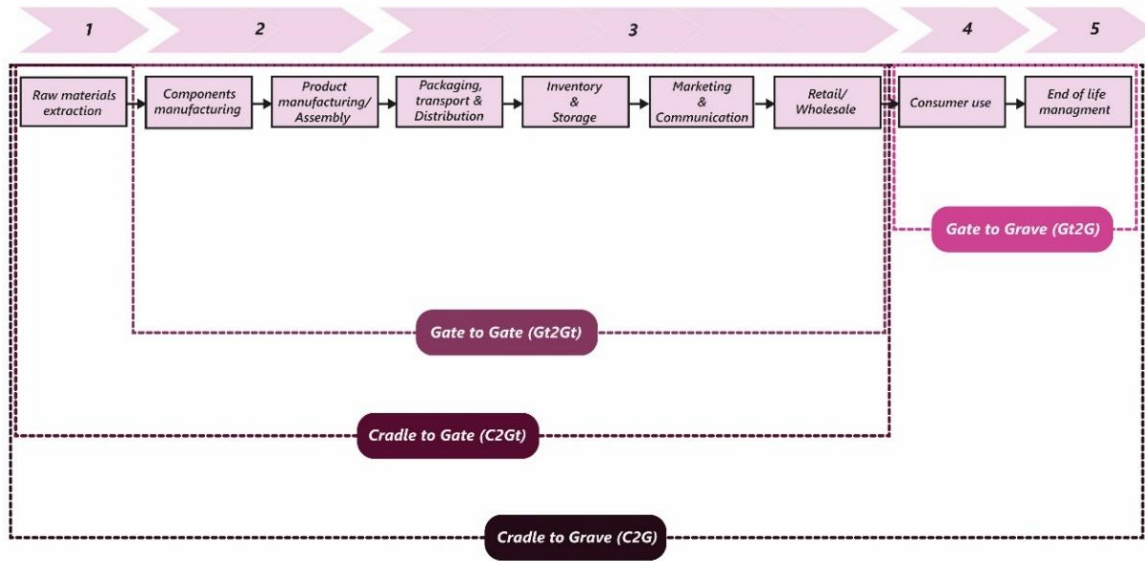 1
2
3
4
5
Raw materials
extraction
Components
manufacturing
Product
manufacturing/
Assembly
Packaging,
transport &
Distribution
Inventory
&
Storage
Marketing
&
Communication
Retail/
Wholesale
Consumer use
End of life
managment
Gate to Grave (Gt2G)
Gate to Gate (Gt2Gt)
Cradle to Gate (C2Gt)
Cradle to Grave (C2G)